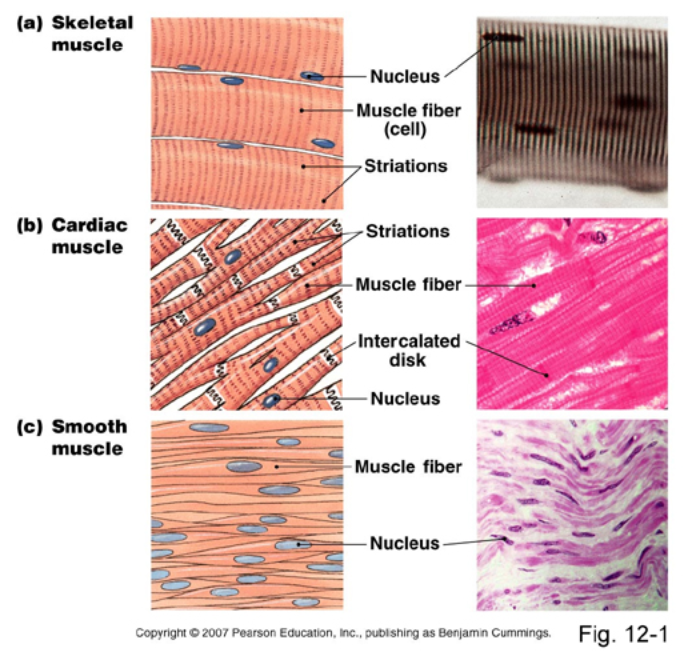 (a) Skeletal
muscle
Nucleus
Muscle fiber
(cell)
Striations
(b) Cardiac
muscle
Striations
Muscle fiber
Intercalated
disk
Nucleus
(c) Smooth
muscle
Muscle fiber
Nucleus
Copyright © 2007 Pearson Education, Inc., publishing as Benjamin Cummings.
Fig. 12-1